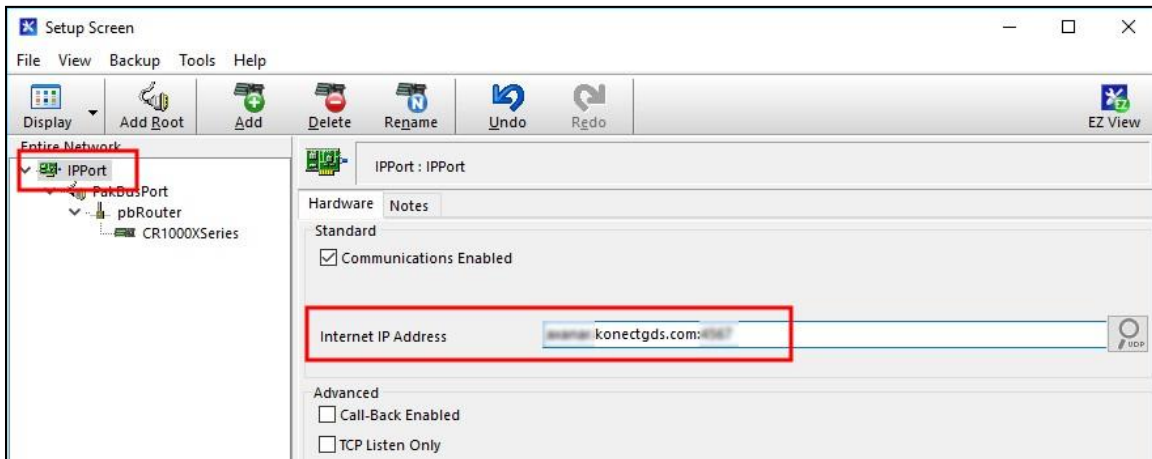 Setup Screen
File View Backup Tools Help
Display Add Root Add Delete Rename Undo Redo EZ View
Entire Network
IPPort
PakBusPort
pbRouter
CR1000XSeries
IPPort : IPPort
Hardware Notes
Standard
Communications Enabled
Internet IP Address konectgds.com:
UDP
Advanced
Call-Back Enabled
TCP Listen Only